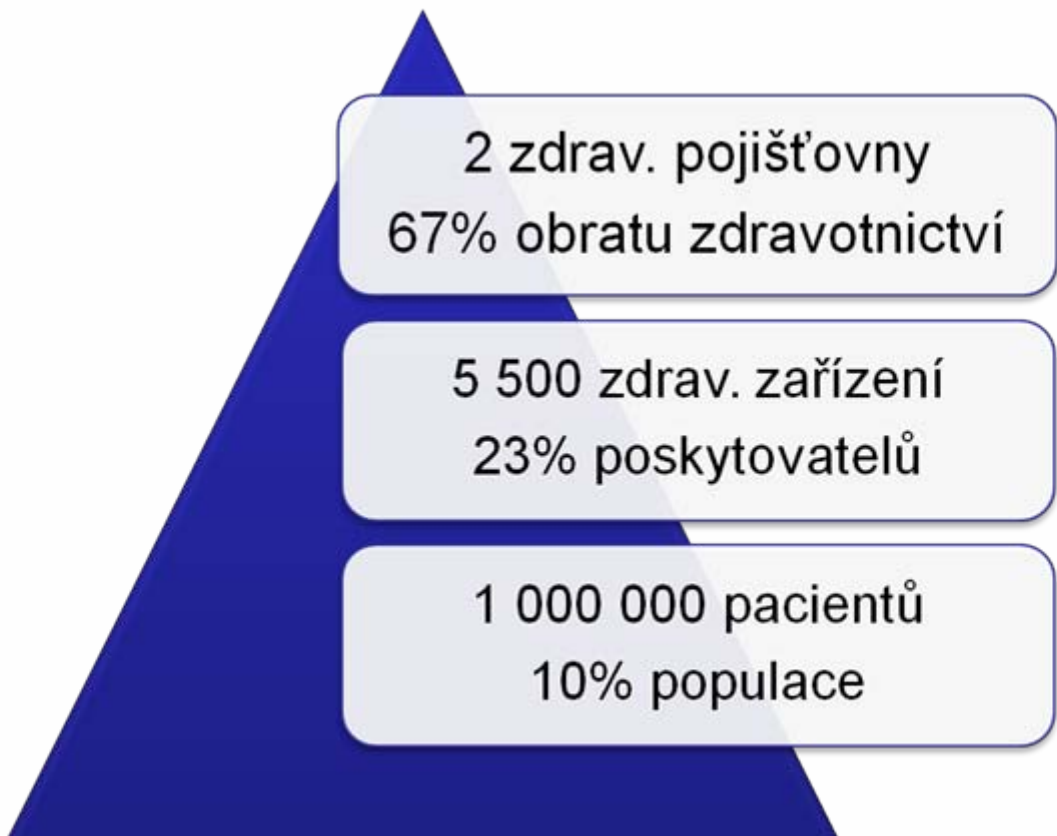 2 zdrav. pojišťovny
67% obratu zdravotnictví
5 500 zdrav. zařízení
23% poskytovatelů
1 000 000 pacientů
10% populace